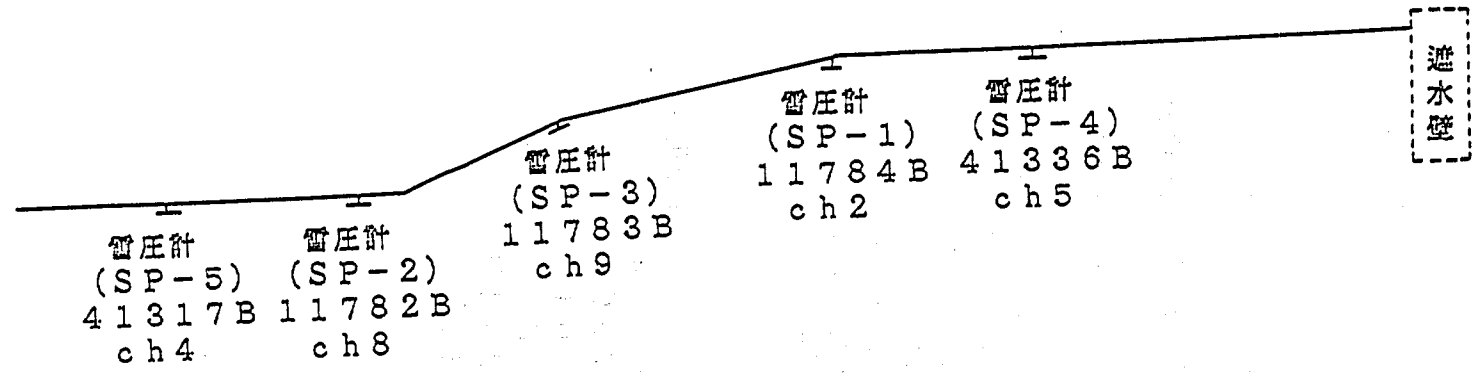 遮水壁
雪圧計
(SP-1)
11784B
ch2
雪圧計
(SP-4)
41336B
ch5
雪圧計
(SP-3)
11783B
ch9
雪圧計
(SP-5)
41317B
ch4
雪圧計
(SP-2)
11782B
ch8